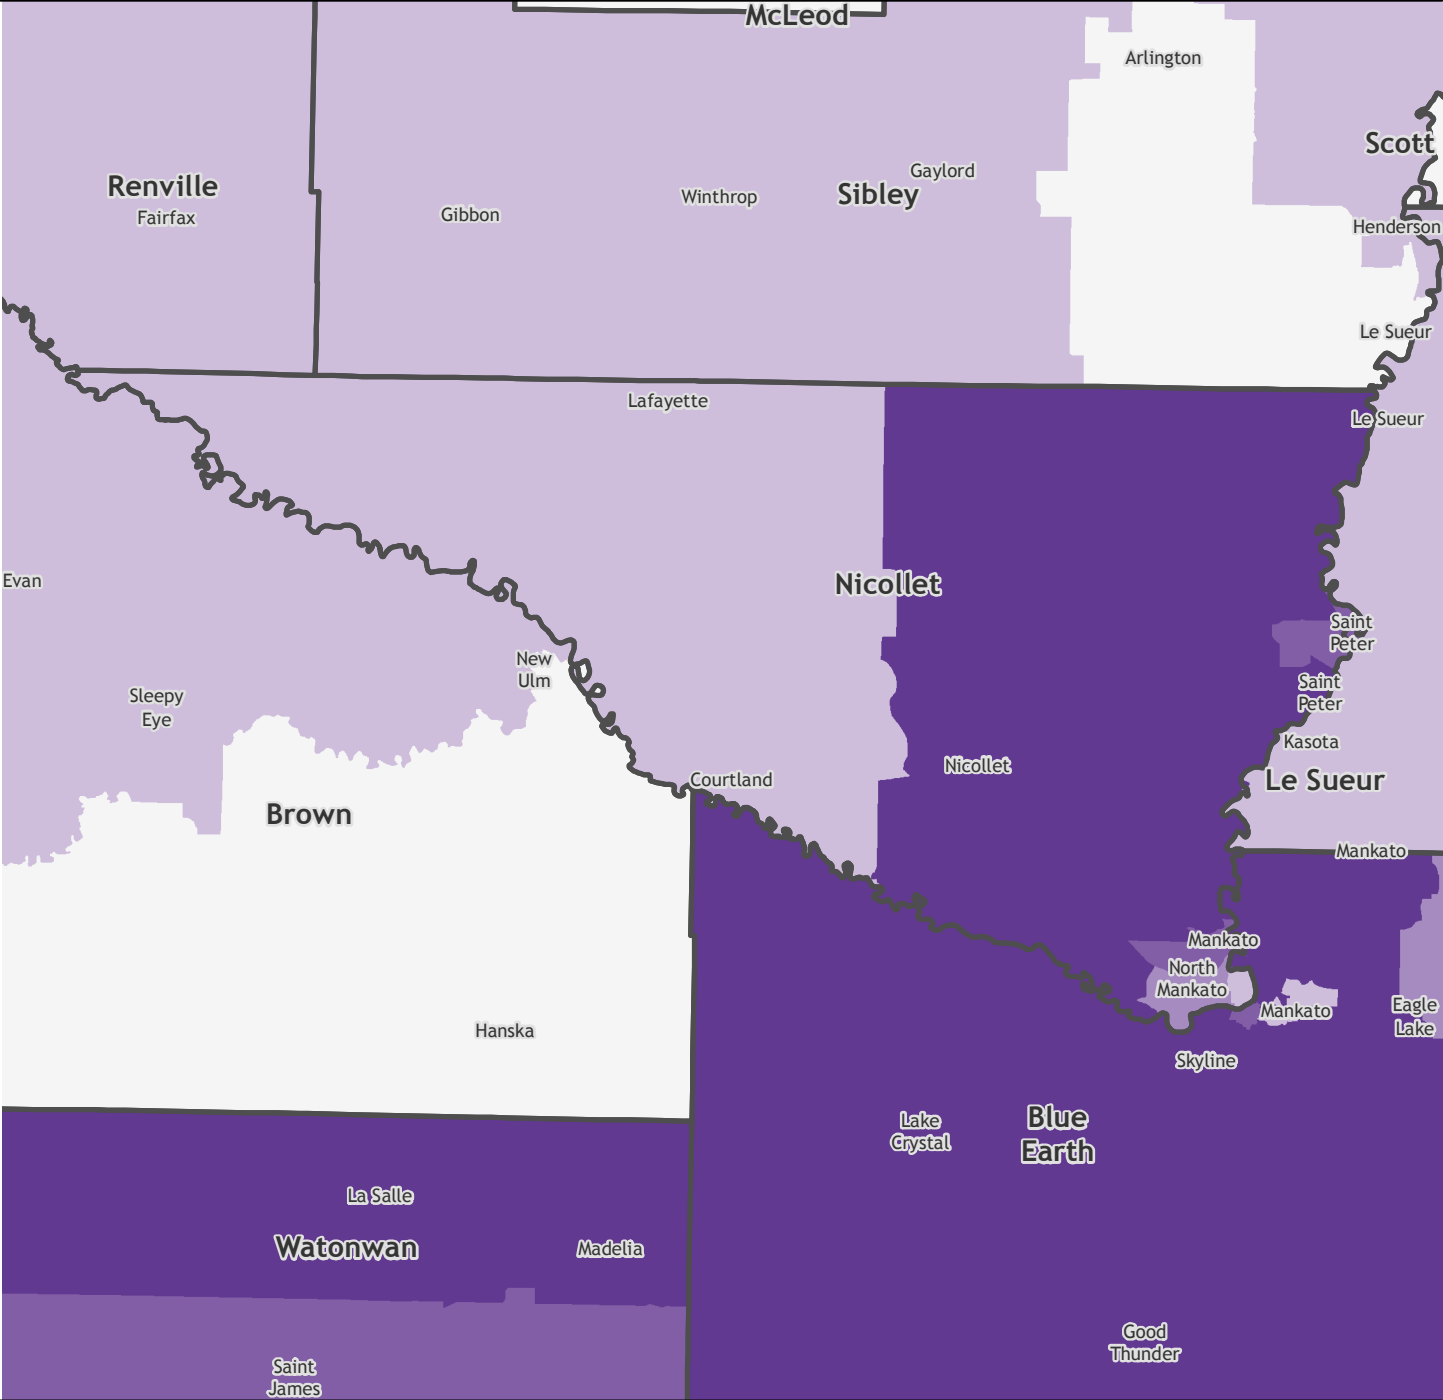 McLeod
Arlington
Scott
Gaylord
Renville
Sibley
Winthrop
Fairfax
Gibbon
Henderson
Le Sueur
Lafayette
Le Sueur
Evan
Nicollet
Saint
Peter
New
Ulm
Sleepy
Eye
Saint
Peter
Kasota
Nicollet
Courtland
Le Sueur
Brown
Mankato
Mankato
North
Mankato
Mankato
Eagle
Lake
Hanska
Skyline
Lake
Crystal
Blue
Earth
La Salle
Watonwan
Madelia
Good
Thunder
Saint
James